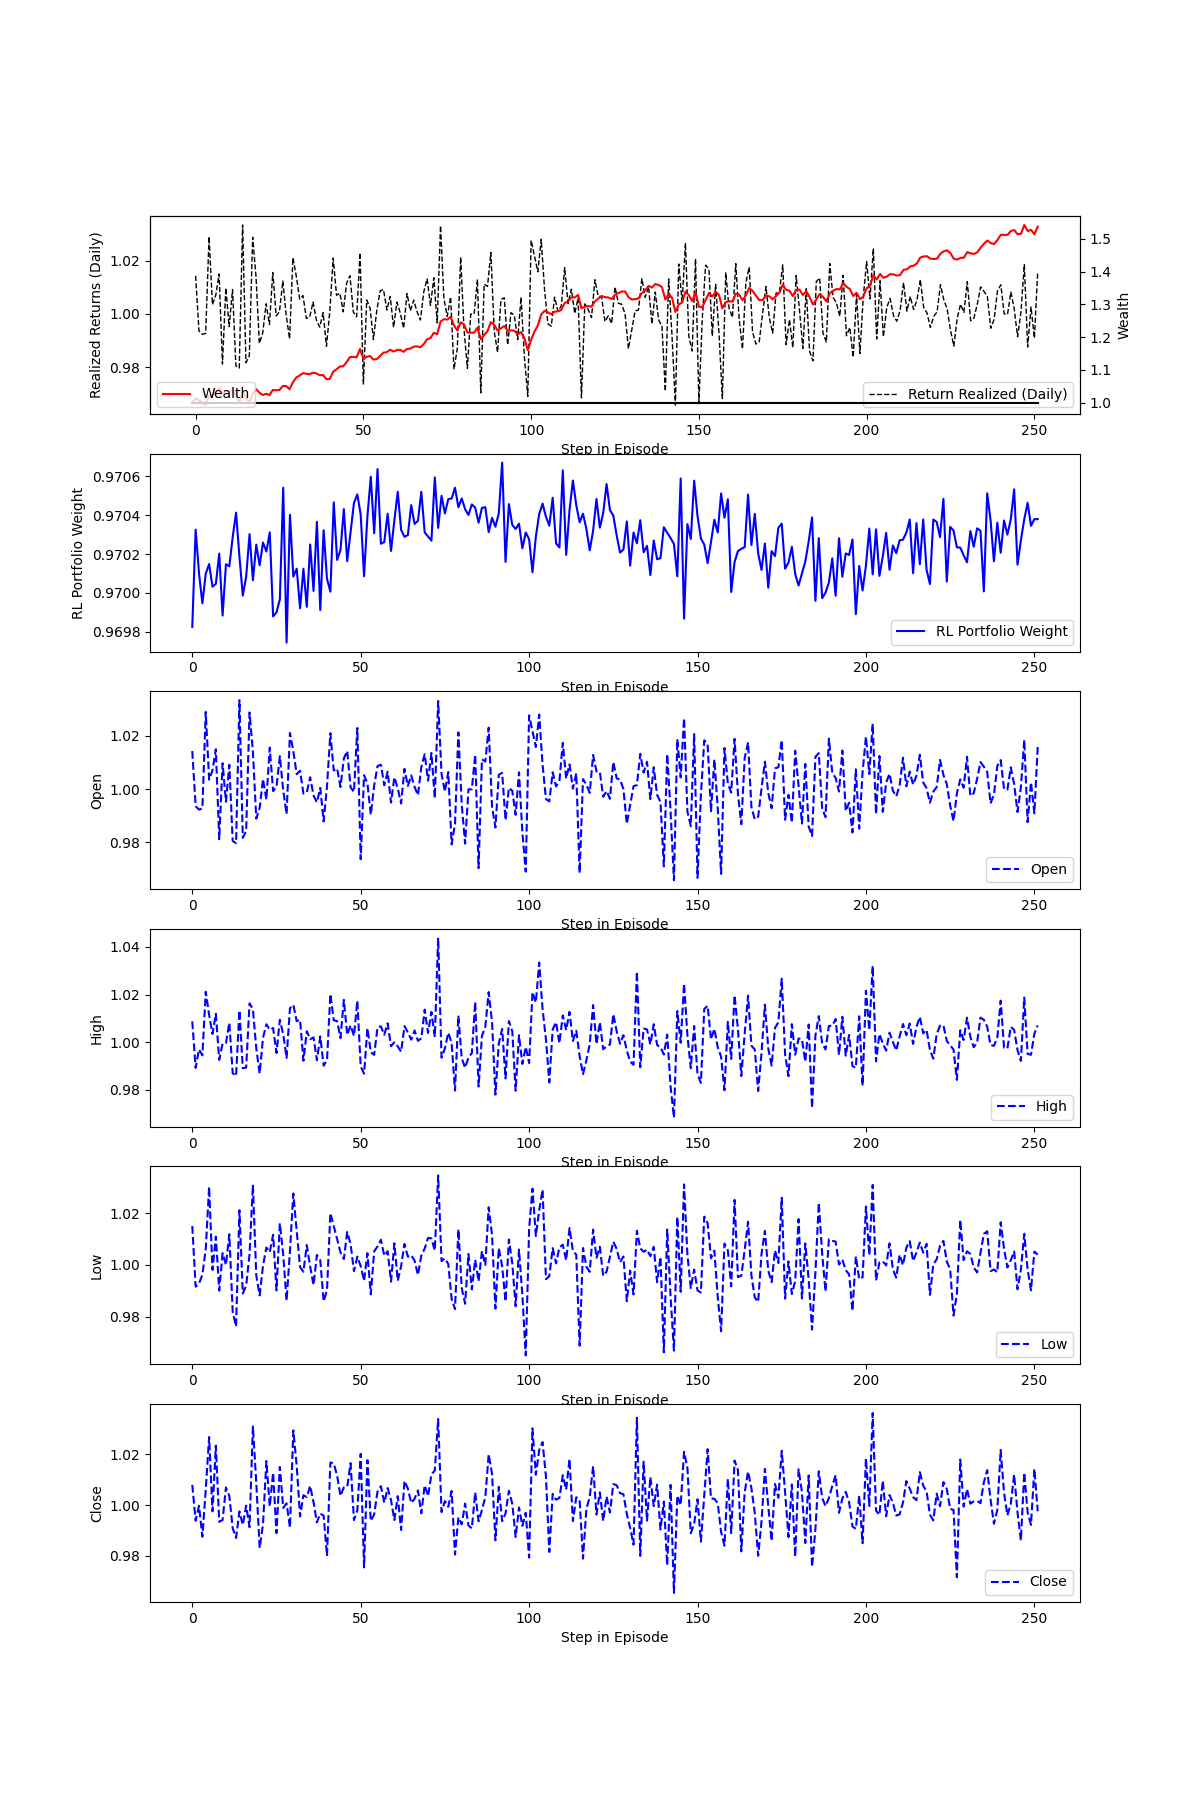 Realized Returns (Daily)
1.02
1.00
0.98
1.5
1.4
1.3
1.2
1.1
1.0
Wealth
Wealth
Return Realized (Daily)
0 50 100 150 200 250
Step in Episode
RL Portfolio Weight
0.9706
0.9704
0.9702
0.9700
0.9698
RL Portfolio Weight
0 50 100 150 200 250
Step in Episode
Open
1.02
1.00
0.98
Open
0 50 100 150 200 250
Step in Episode
High
1.04
1.02
1.00
0.98
High
0 50 100 150 200 250
Step in Episode
Low
1.02
1.00
0.98
Low
0 50 100 150 200 250
Step in Episode
Close
1.02
1.00
0.98
Close
0 50 100 150 200 250
Step in Episode